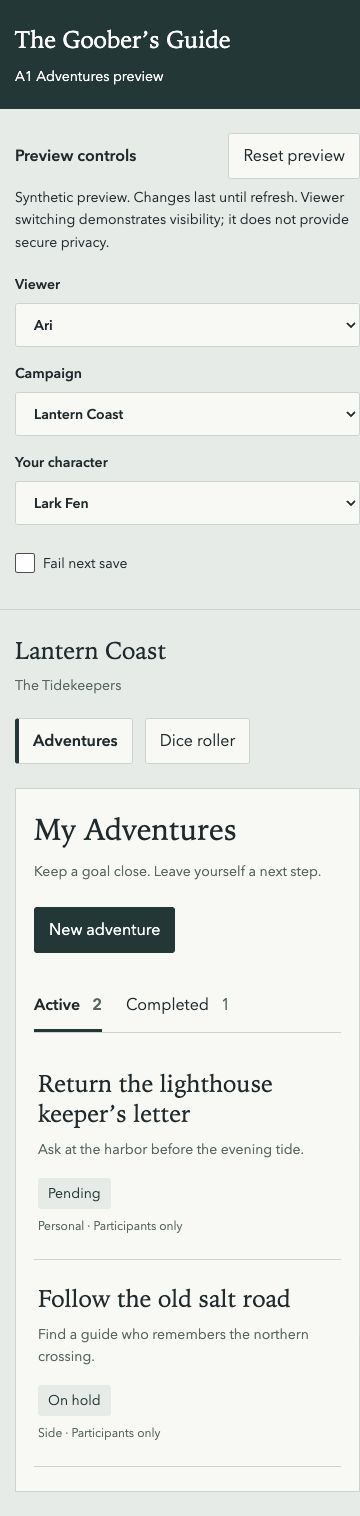 The Goober’s Guide
A1 Adventures preview
Preview controls
Reset preview
Synthetic preview. Changes last until refresh. Viewer
switching demonstrates visibility; it does not provide
secure privacy.
Viewer
Ari
Campaign
Lantern Coast
Your character
Lark Fen
Fail next save
Lantern Coast
The Tidekeepers
Adventures
Dice roller
My Adventures
Keep a goal close. Leave yourself a next step.
New adventure
Active 2
Completed 1
Return the lighthouse
keeper’s letter
Ask at the harbor before the evening tide.
Pending
Personal · Participants only
Follow the old salt road
Find a guide who remembers the northern
crossing.
On hold
Side · Participants only